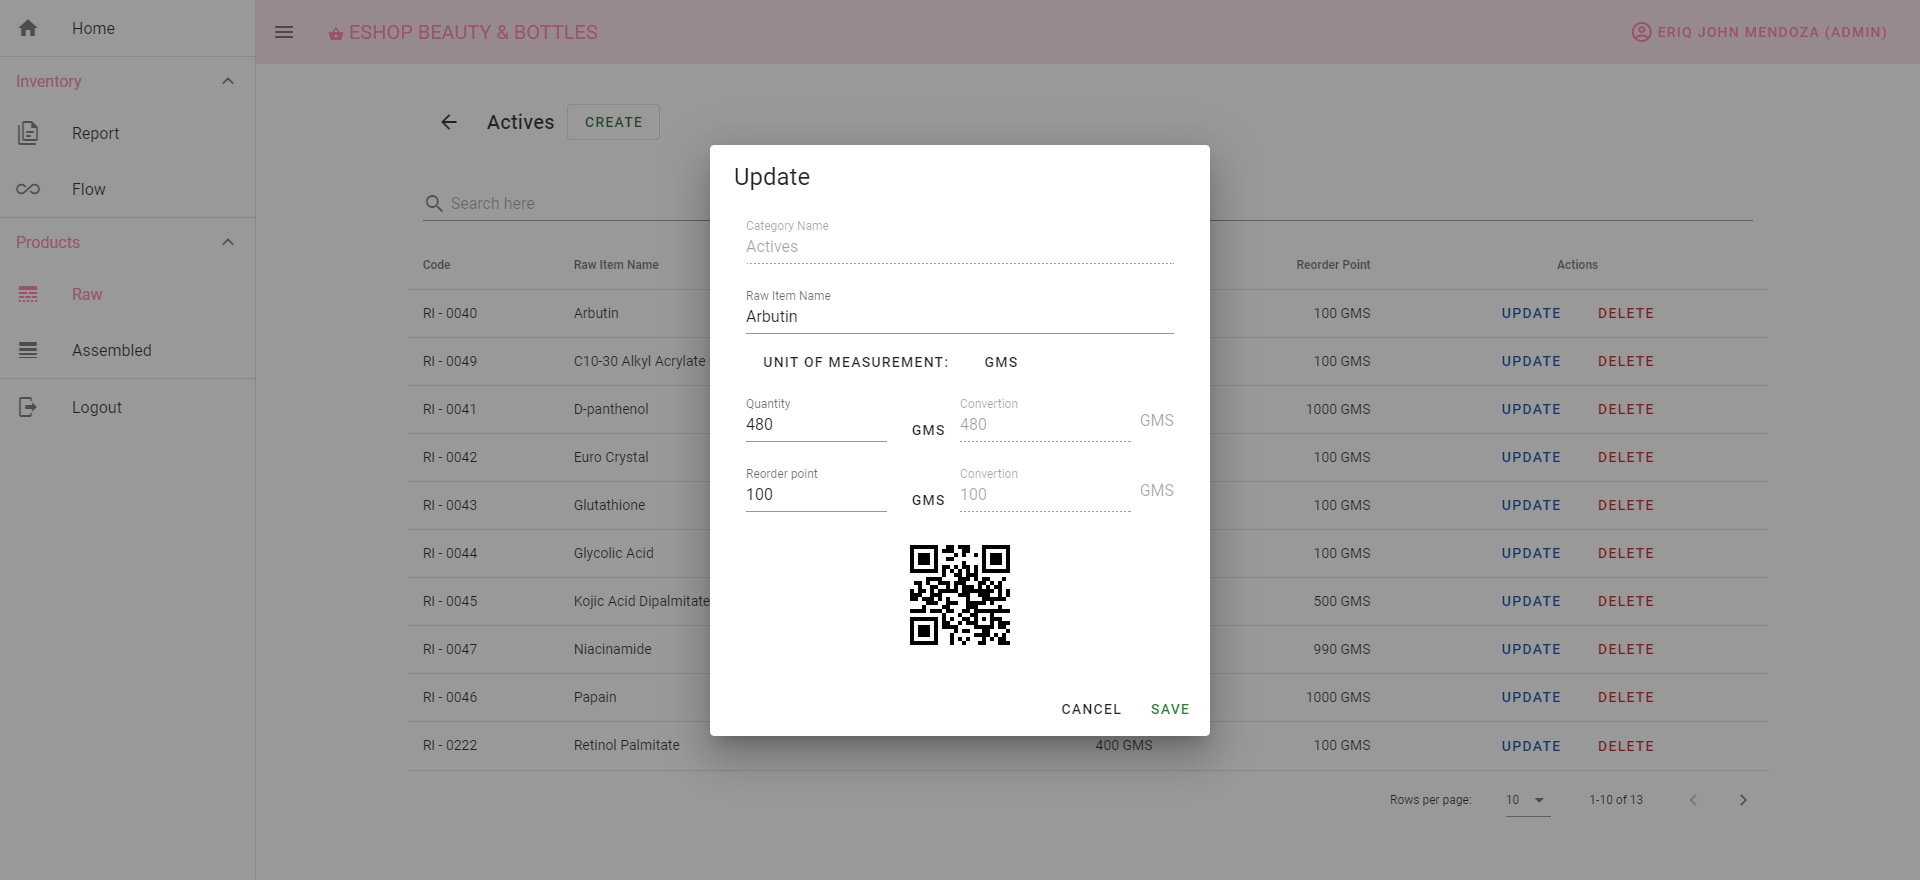 Home
Inventory
Report
Flow
Products
Raw
Assembled
Logout
ESHOP BEAUTY & BOTTLES
ERIQ JOHN MENDOZA (ADMIN)
Actives CREATE
Search here
Code Raw Item Name Reorder Point Actions
RI - 0040 Arbutin 100 GMS UPDATE DELETE
RI - 0049 C10-30 Alkyl Acrylate 100 GMS UPDATE DELETE
RI - 0041 D-panthenol 1000 GMS UPDATE DELETE
RI - 0042 Euro Crystal 100 GMS UPDATE DELETE
RI - 0043 Glutathione 100 GMS UPDATE DELETE
RI - 0044 Glycolic Acid 100 GMS UPDATE DELETE
RI - 0045 Kojic Acid Dipalmitate 500 GMS UPDATE DELETE
RI - 0047 Niacinamide 990 GMS UPDATE DELETE
RI - 0046 Papain 1000 GMS UPDATE DELETE
RI - 0222 Retinol Palmitate 400 GMS 100 GMS UPDATE DELETE
Rows per page: 10 1-10 of 13
Update
Category Name
Actives
Raw Item Name
Arbutin
UNIT OF MEASUREMENT: GMS
Quantity Convertion
480 GMS 480 GMS
Reorder point Convertion
100 GMS 100 GMS
CANCEL SAVE